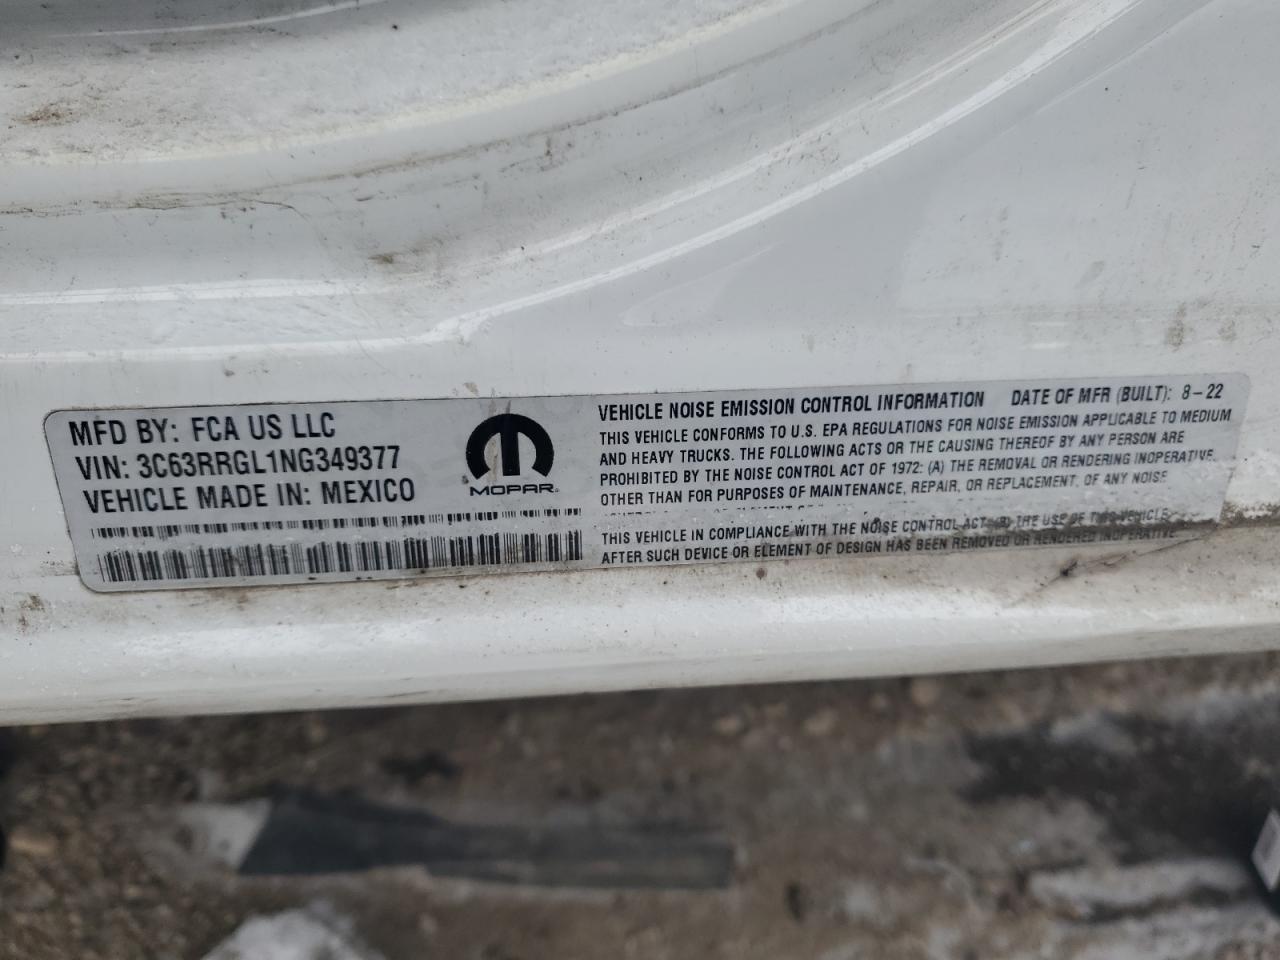 MFD BY: FCA US LLC
VIN: 3C63RRGL1NG349377
VEHICLE MADE IN: MEXICO
MOPAR
VEHICLE NOISE EMISSION CONTROL INFORMATION DATE OF MFR (BUILT): 8-22
THIS VEHICLE CONFORMS TO U.S. EPA REGULATIONS FOR NOISE EMISSION APPLICABLE TO MEDIUM
AND HEAVY TRUCKS. THE FOLLOWING ACTS OR THE CAUSING THEREOF BY ANY PERSON ARE
PROHIBITED BY THE NOISE CONTROL ACT OF 1972: (A) THE REMOVAL OR RENDERING INOPERATIVE.
OTHER THAN FOR PURPOSES OF MAINTENANCE, REPAIR, OR REPLACEMENT, OF ANY NOISE
THIS VEHICLE IN COMPLIANCE WITH THE NOISE CONTROL ACT (B) THE USE OF THIS VEHICLE
AFTER SUCH DEVICE OR ELEMENT OF DESIGN HAS BEEN REMOVED OR RENDERED INOPERATIVE